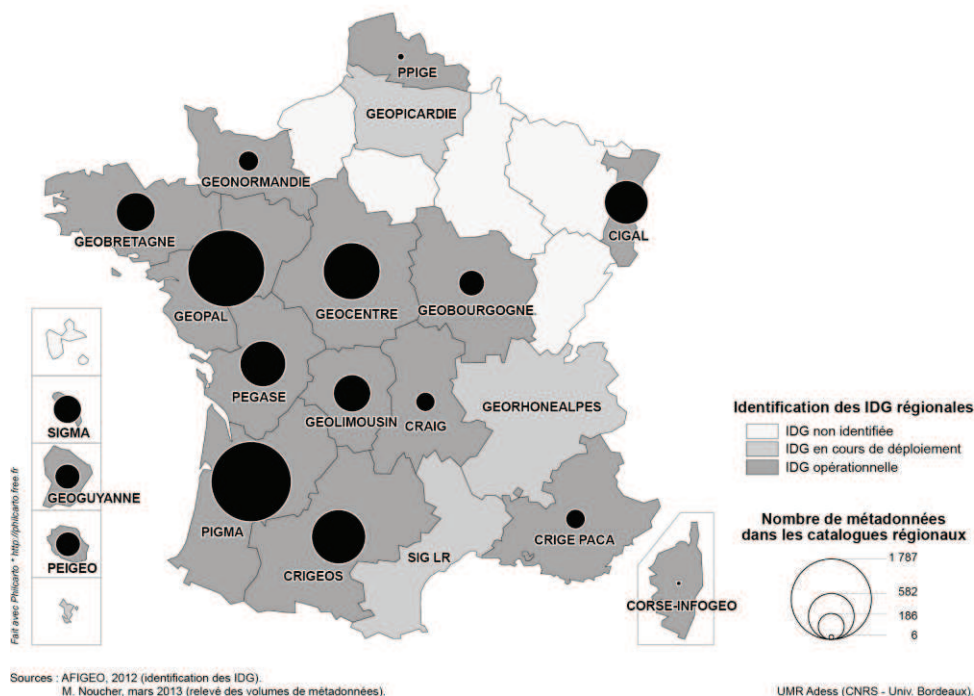 PPIGE
GEOPICARDIE
GEONORMANDIE
GEOBRETAGNE
CIGAL
GEOPAL
GEOCENTRE
GEOBOURGOGNE
PEGASE
GEOLIMOUSIN
CRAIG
GEORHONEALPES
SIGMA
GEOGUYANNE
PEIGEO
PIGMA
CRIGEOS
SIG LR
CRIGE PACA
CORSE-INFOGEO
Identification des IDG régionales
IDG non identifiée
IDG en cours de déploiement
IDG opérationnelle
Nombre de métadonnées
dans les catalogues régionaux
1 787
582
186
6
Fait avec Philcarto * http://philcarto.free.fr
Sources : AFIGEO, 2012 (identification des IDG).
M. Noucher, mars 2013 (relevé des volumes de métadonnées).
UMR Adess (CNRS - Univ. Bordeaux).